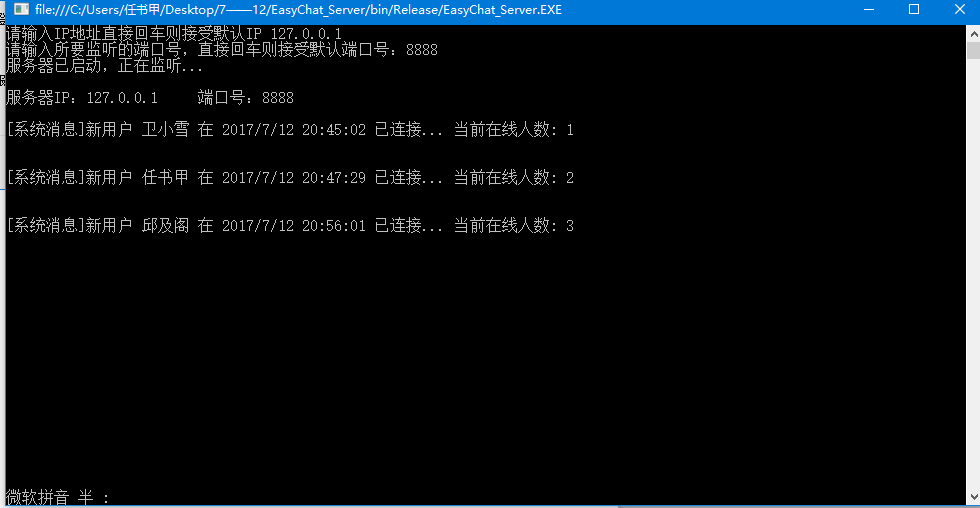 file:///C:/Users/任书甲/Desktop/7——12/EasyChat_Server/bin/Release/EasyChat_Server.EXE
请输入IP地址直接回车则接受默认IP 127.0.0.1
请输入所要监听的端口号，直接回车则接受默认端口号：8888
服务器已启动，正在监听...
服务器IP：127.0.0.1 端口号：8888
[系统消息]新用户 卫小雪 在 2017/7/12 20:45:02 已连接... 当前在线人数: 1
[系统消息]新用户 任书甲 在 2017/7/12 20:47:29 已连接... 当前在线人数: 2
[系统消息]新用户 邱及阁 在 2017/7/12 20:56:01 已连接... 当前在线人数: 3
微软拼音 半 :